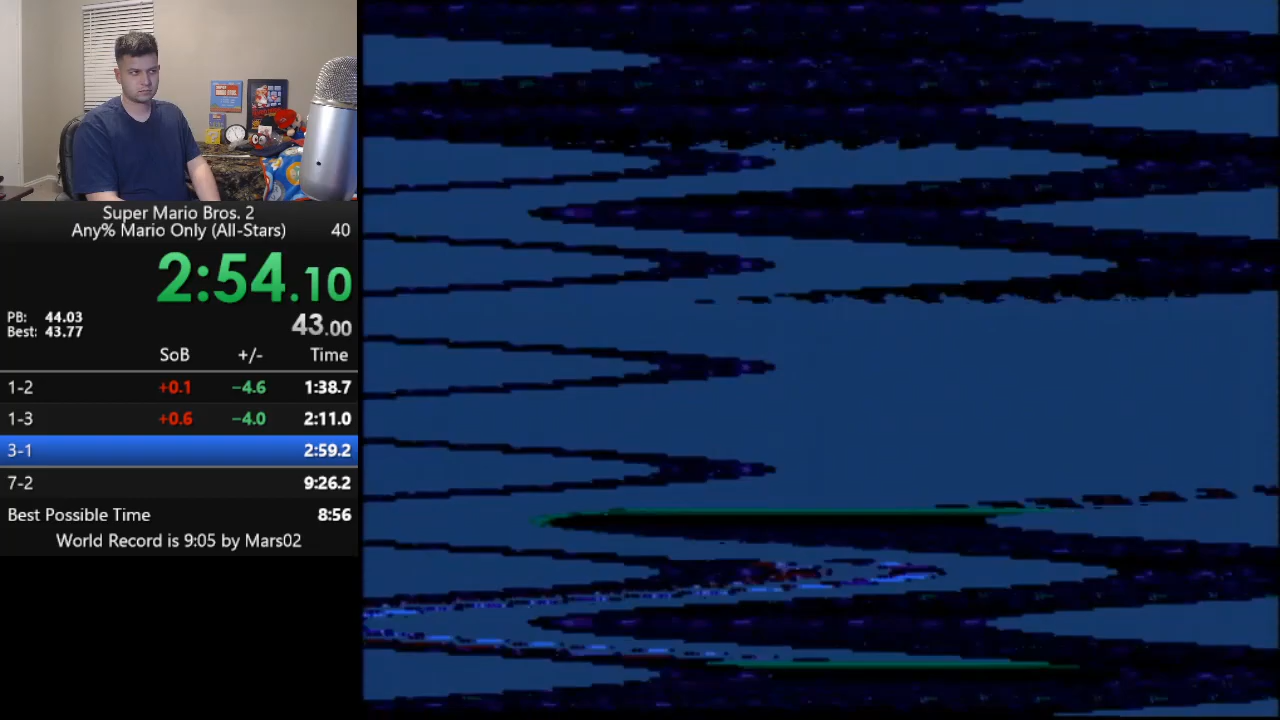 Super Mario Bros. 2
Any% Mario Only (All-Stars) 40
2:54.10
PB: 44.03
Best: 43.77
43.00
SoB +/- Time
1-2 +0.1 −4.6 1:38.7
1-3 +0.6 −4.0 2:11.0
3-1 2:59.2
7-2 9:26.2
Best Possible Time 8:56
World Record is 9:05 by Mars02